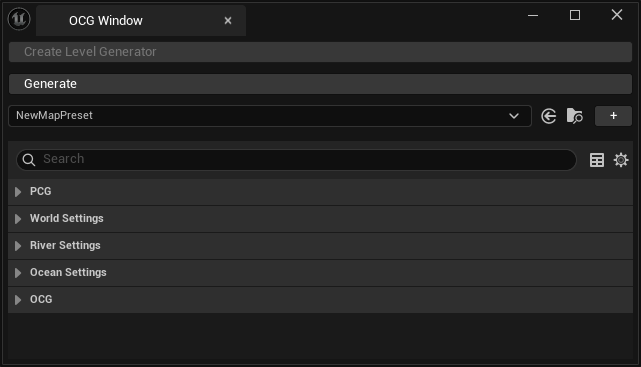 OCG Window
Create Level Generator
Generate
NewMapPreset
+
Search
PCG
World Settings
River Settings
Ocean Settings
OCG